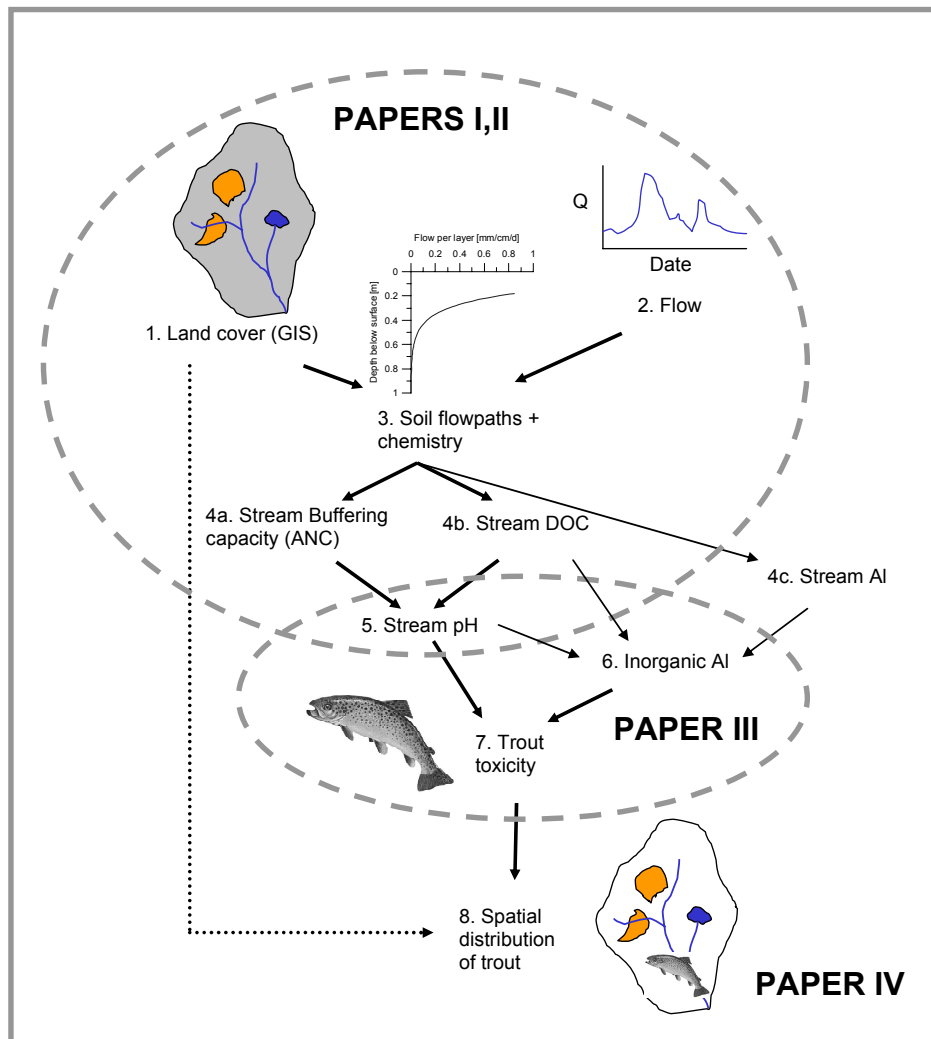 PAPERS I,II
Q
Date
Flow per layer [mm/cm/d]
0 0.2 0.4 0.6 0.8 1
0
0.2
0.4
0.6
0.8
1
Depth below surface [m]
1. Land cover (GIS)
2. Flow
3. Soil flowpaths +
chemistry
4a. Stream Buffering
capacity (ANC)
4b. Stream DOC
4c. Stream Al
5. Stream pH
6. Inorganic Al
PAPER III
7. Trout
toxicity
8. Spatial
distribution
of trout
PAPER IV